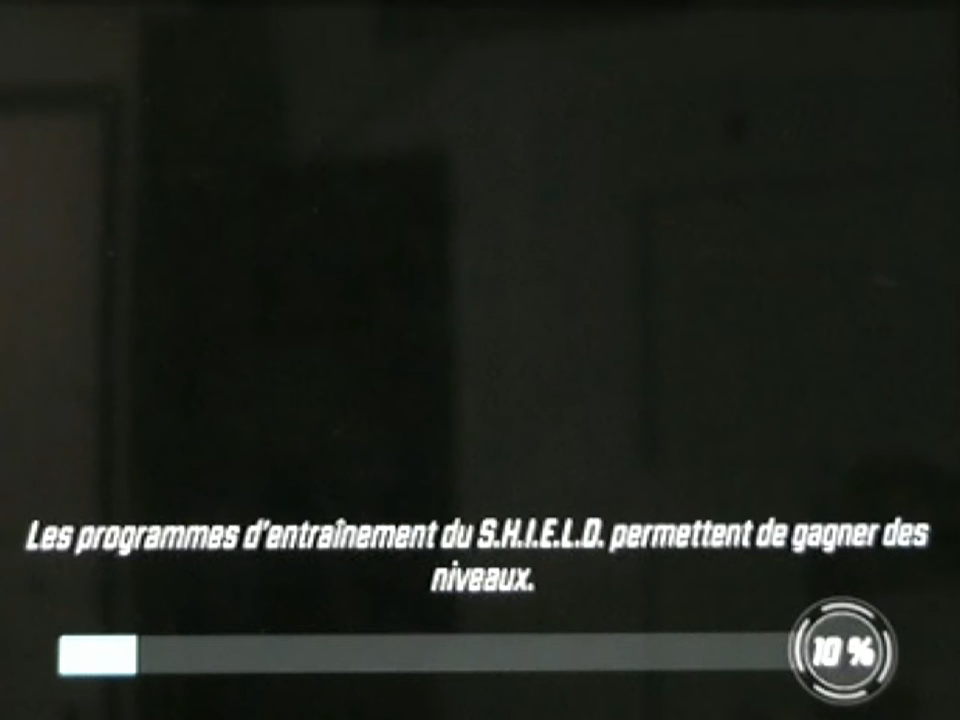 Les programmes d'entraînement du S.H.I.E.L.D. permettent de gagner des
niveaux.
10 %